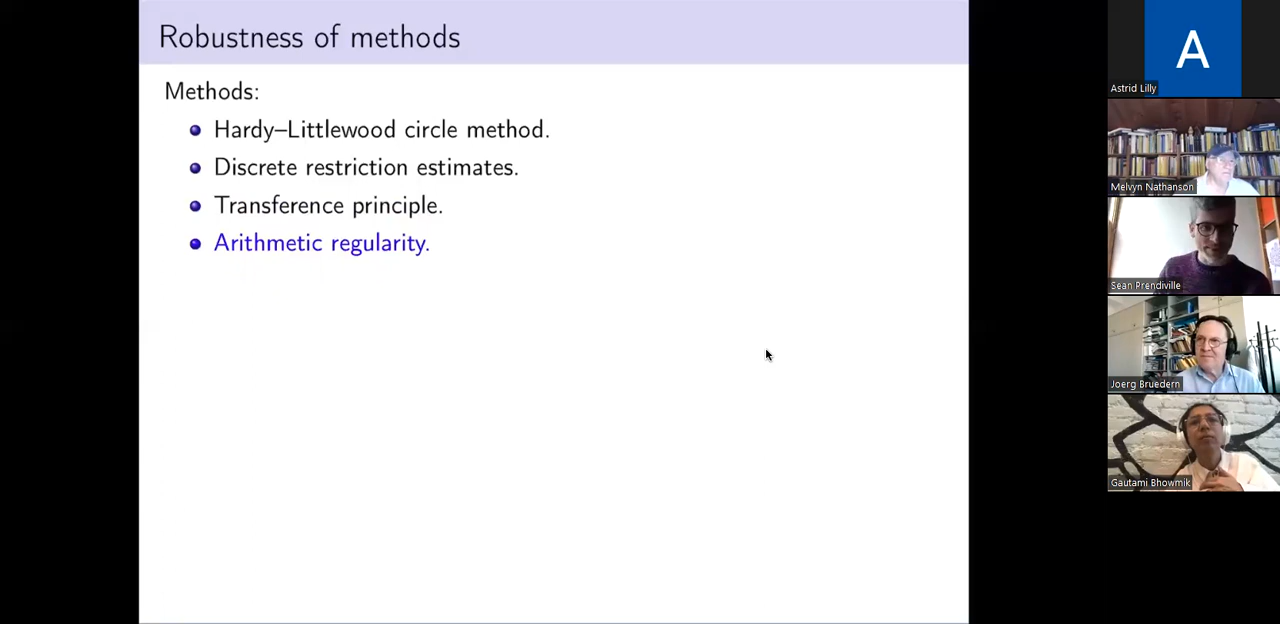 Robustness of methods
Methods:
Hardy–Littlewood circle method.
Discrete restriction estimates.
Transference principle.
Arithmetic regularity.
A
Astrid Lilly
Melvyn Nathanson
Sean Prendiville
Joerg Bruedern
Gautami Bhowmik